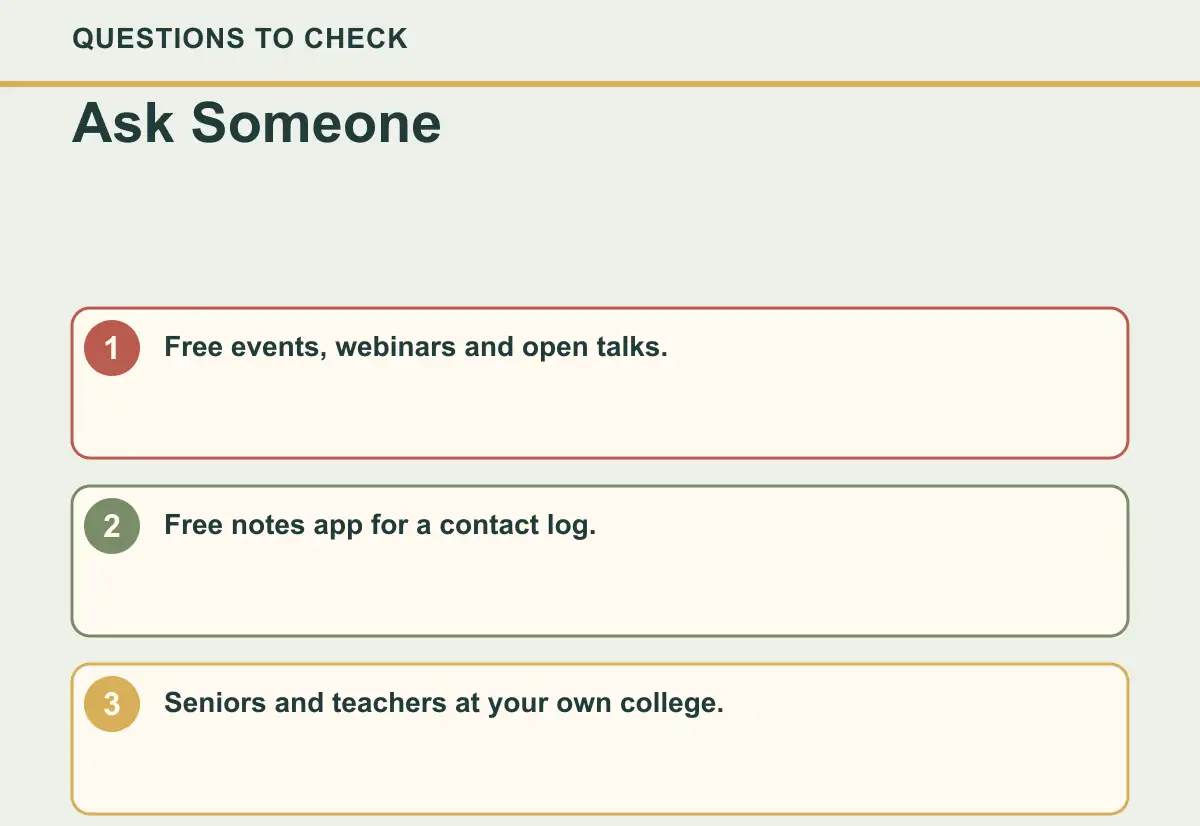 QUESTIONS TO CHECK
Ask Someone
1
Free events, webinars and open talks.
2
Free notes app for a contact log.
3
Seniors and teachers at your own college.